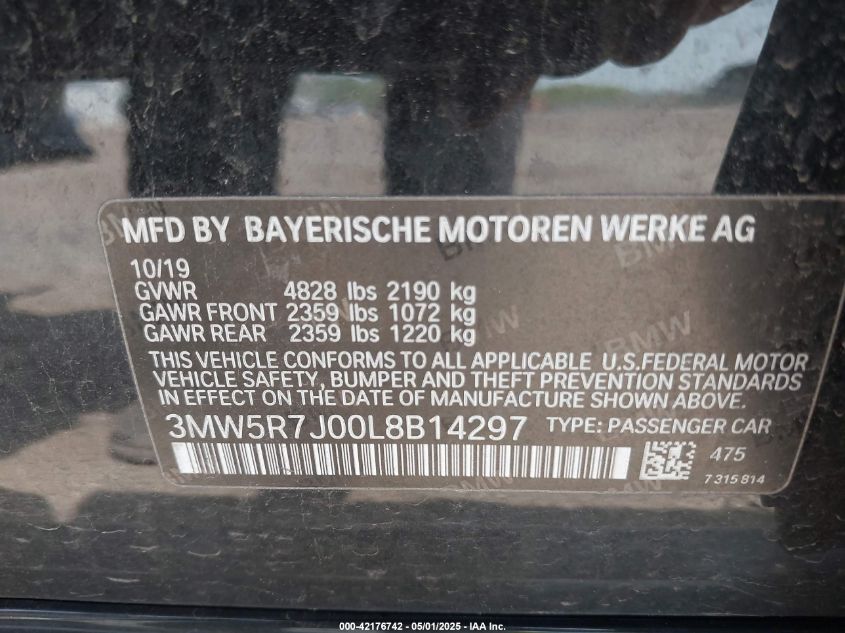 MFD BY BAYERISCHE MOTOREN WERKE AG
10/19
GVWR 4828 lbs 2190 kg
GAWR FRONT 2359 lbs 1072 kg
GAWR REAR 2359 lbs 1220 kg
THIS VEHICLE CONFORMS TO ALL APPLICABLE U.S.FEDERAL MOTOR
VEHICLE SAFETY, BUMPER AND THEFT PREVENTION STANDARDS
IN EFFECT ON THE DATE OF MANUFACTURE SHOWN ABOVE.
3MW5R7J00L8B14297 TYPE: PASSENGER CAR
475
7315814
000-42176742 - 05/01/2025 - IAA Inc.